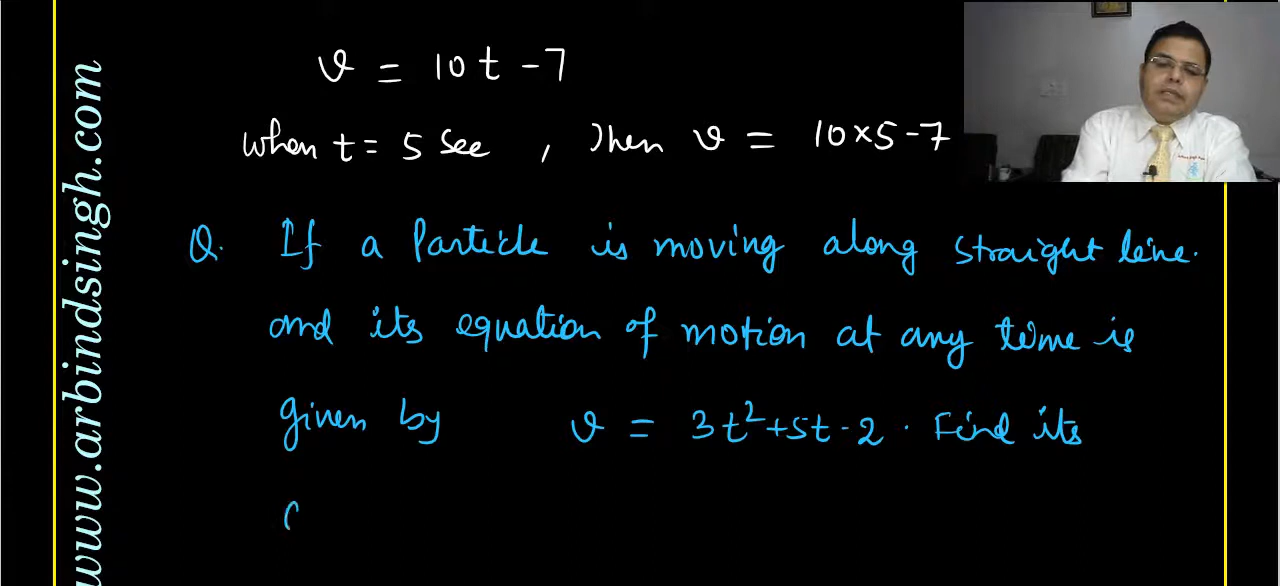 v = 10t - 7
when t = 5 sec , Then v = 10×5-7
Q. If a Particle is moving along straight line.
and its equation of motion at any time is
given by v = 3t²+5t-2 . Find its
www.arbindsingh.com